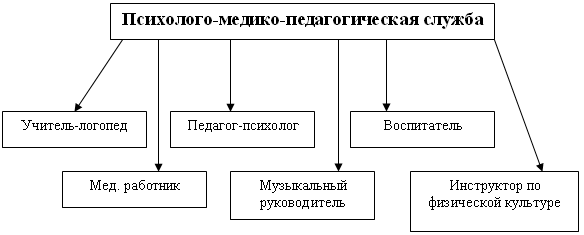 Психолого-медико-педагогическая служба
Учитель-логопед
Педагог-психолог
Воспитатель
Мед. работник
Музыкальный
руководитель
Инструктор по
физической культуре